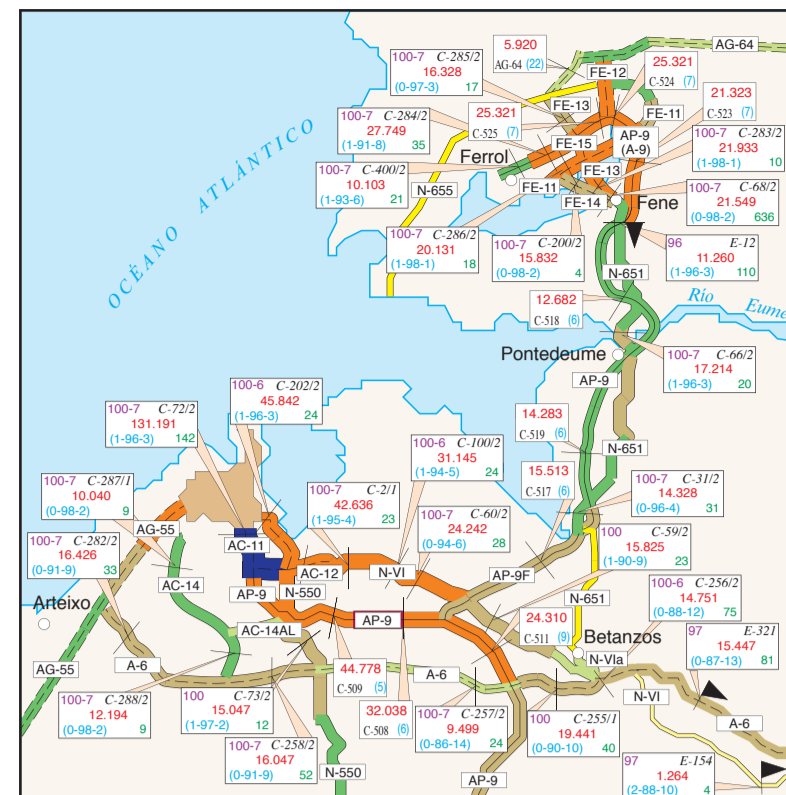 5.920
AG-64 (22)
AG-64
100-7 C-285/2
16.328
(0-97-3) 17
FE-12
25.321
C-524 (7)
21.323
C-523 (7)
FE-13
FE-11
100-7 C-284/2
27.749
(1-91-8) 35
25.321
C-525 (7)
AP-9
(A-9)
100-7 C-283/2
21.933
(1-98-1) 10
FE-15
Ferrol
FE-13
100-7 C-400/2
10.103
(1-93-6) 21
N-655
FE-11
FE-14
Fene
100-7 C-68/2
21.549
(0-98-2) 636
OCÉANO ATLÁNTICO
100-7 C-286/2
20.131
(1-98-1) 18
100-7 C-200/2
15.832
(0-98-2) 4
96 E-12
11.260
(1-96-3) 110
N-651
12.682
C-518 (6)
Río Eume
Pontedeume
100-7 C-66/2
17.214
(1-96-3) 20
AP-9
100-6 C-202/2
45.842
(1-96-3) 24
100-7 C-72/2
131.191
(1-96-3) 142
14.283
C-519 (6)
100-6 C-100/2
31.145
(1-94-5) 24
N-651
15.513
C-517 (6)
100-7 C-287/1
10.040
(0-98-2) 9
100-7 C-2/1
42.636
(1-95-4) 23
100-7 C-31/2
14.328
(0-96-4) 31
100-7 C-60/2
24.242
(0-94-6) 28
AG-55
100-7 C-282/2
16.426
(0-91-9) 33
AC-11
100 C-59/2
15.825
(1-90-9) 23
AC-14
AC-12
N-VI
AP-9F
100-6 C-256/2
14.751
(0-88-12) 75
AP-9
N-550
N-651
Arteixo
AP-9
24.310
C-511 (9)
Betanzos
AC-14AL
97 E-321
15.447
(0-87-13) 81
N-VIa
AG-55
A-6
44.778
C-509 (5)
A-6
N-VI
100-7 C-288/2
12.194
(0-98-2) 9
100 C-73/2
15.047
(1-97-2) 12
32.038
C-508 (6)
100-7 C-257/2
9.499
(0-86-14) 24
100 C-255/1
19.441
(0-90-10) 40
A-6
100-7 C-258/2
16.047
(0-91-9) 52
N-550
AP-9
97 E-154
1.264
(2-88-10) 4